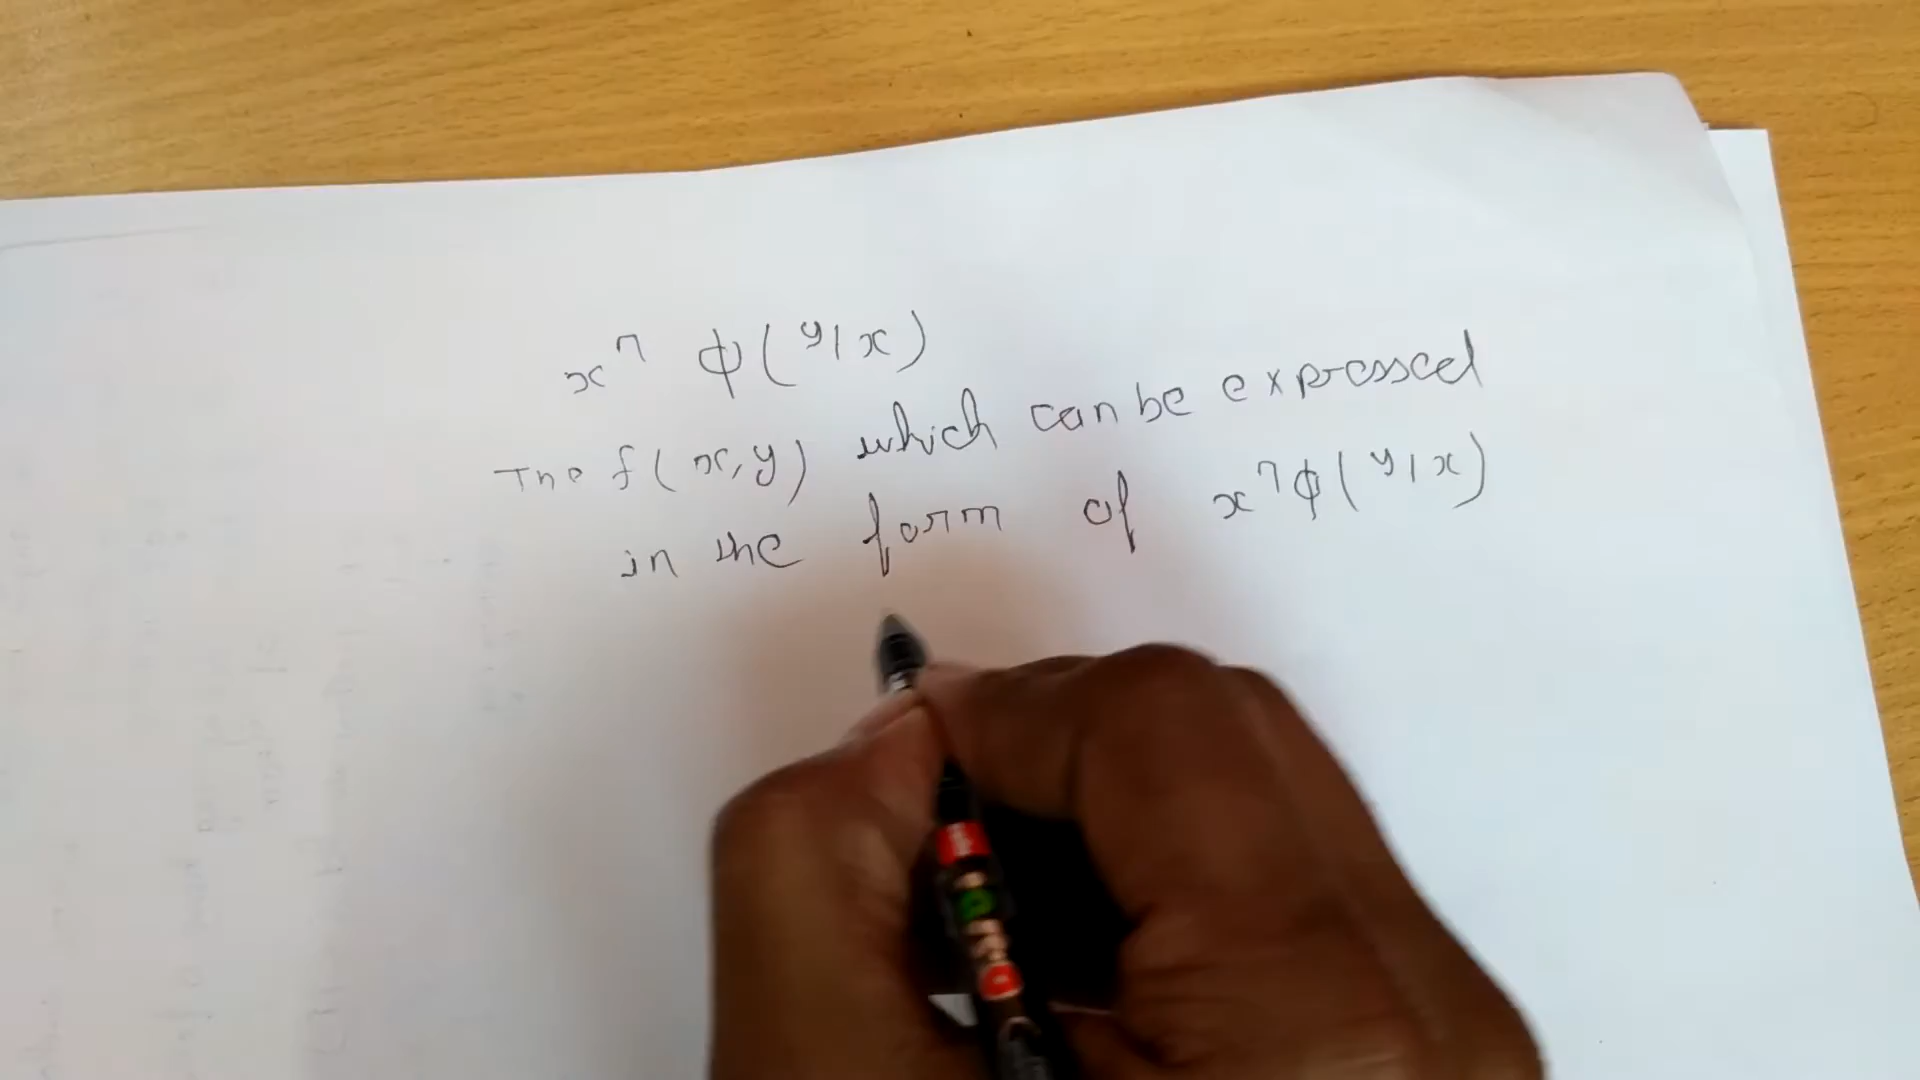 xⁿ ϕ(y/x)
The f(x,y) which can be expressed
in the form of xⁿϕ(y/x)